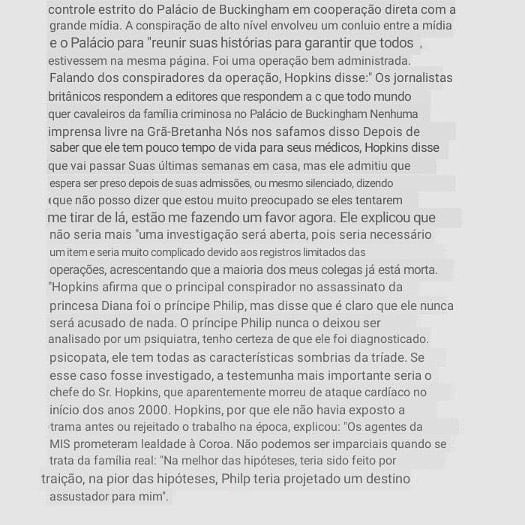 controle estrito do Palácio de Buckingham em cooperação direta com a
grande mídia. A conspiração de alto nível envolveu um conluio entre a mídia
e o Palácio para "reunir suas histórias para garantir que todos ,
estivessem na mesma página. Foi uma operação bem administrada.
Falando dos conspiradores da operação, Hopkins disse:" Os jornalistas
britânicos respondem a editores que respondem a c que todo mundo
quer cavaleiros da família criminosa no Palácio de Buckingham Nenhuma
imprensa livre na Grã-Bretanha Nós nos safamos disso Depois de
saber que ele tem pouco tempo de vida para seus médicos, Hopkins disse
que vai passar Suas últimas semanas em casa, mas ele admitiu que
espera ser preso depois de suas admissões, ou mesmo silenciado, dizendo
que não posso dizer que estou muito preocupado se eles tentarem
me tirar de lá, estão me fazendo um favor agora. Ele explicou que
não seria mais "uma investigação será aberta, pois seria necessário
um item e seria muito complicado devido aos registros limitados das
operações, acrescentando que a maioria dos meus colegas já está morta.
"Hopkins afirma que o principal conspirador no assassinato da
princesa Diana foi o príncipe Philip, mas disse que é claro que ele nunca
será acusado de nada. O príncipe Philip nunca o deixou ser
analisado por um psiquiatra, tenho certeza de que ele foi diagnosticado.
psicopata, ele tem todas as características sombrias da tríade. Se
esse caso fosse investigado, a testemunha mais importante seria o
chefe do Sr. Hopkins, que aparentemente morreu de ataque cardíaco no
início dos anos 2000. Hopkins, por que ele não havia exposto a
trama antes ou rejeitado o trabalho na época, explicou: "Os agentes da
MI5 prometeram lealdade à Coroa. Não podemos ser imparciais quando se
trata da família real: "Na melhor das hipóteses, teria sido feito por
traição, na pior das hipóteses, Philp teria projetado um destino
assustador para mim".